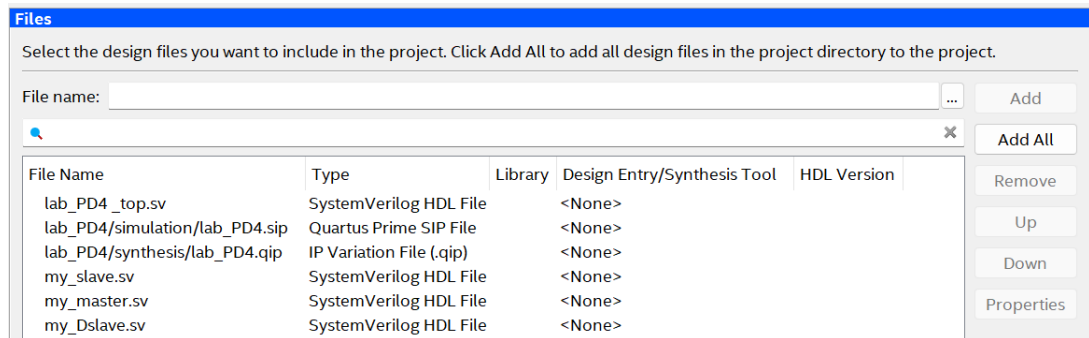 Files
Select the design files you want to include in the project. Click Add All to add all design files in the project directory to the project.
File name: ... Add
Add All
File Name Type Library Design Entry/Synthesis Tool HDL Version
Remove
lab_PD4 _top.sv SystemVerilog HDL File <None>
lab_PD4/simulation/lab_PD4.sip Quartus Prime SIP File <None>
Up
lab_PD4/synthesis/lab_PD4.qip IP Variation File (.qip) <None>
Down
my_slave.sv SystemVerilog HDL File <None>
my_master.sv SystemVerilog HDL File <None>
Properties
my_Dslave.sv SystemVerilog HDL File <None>